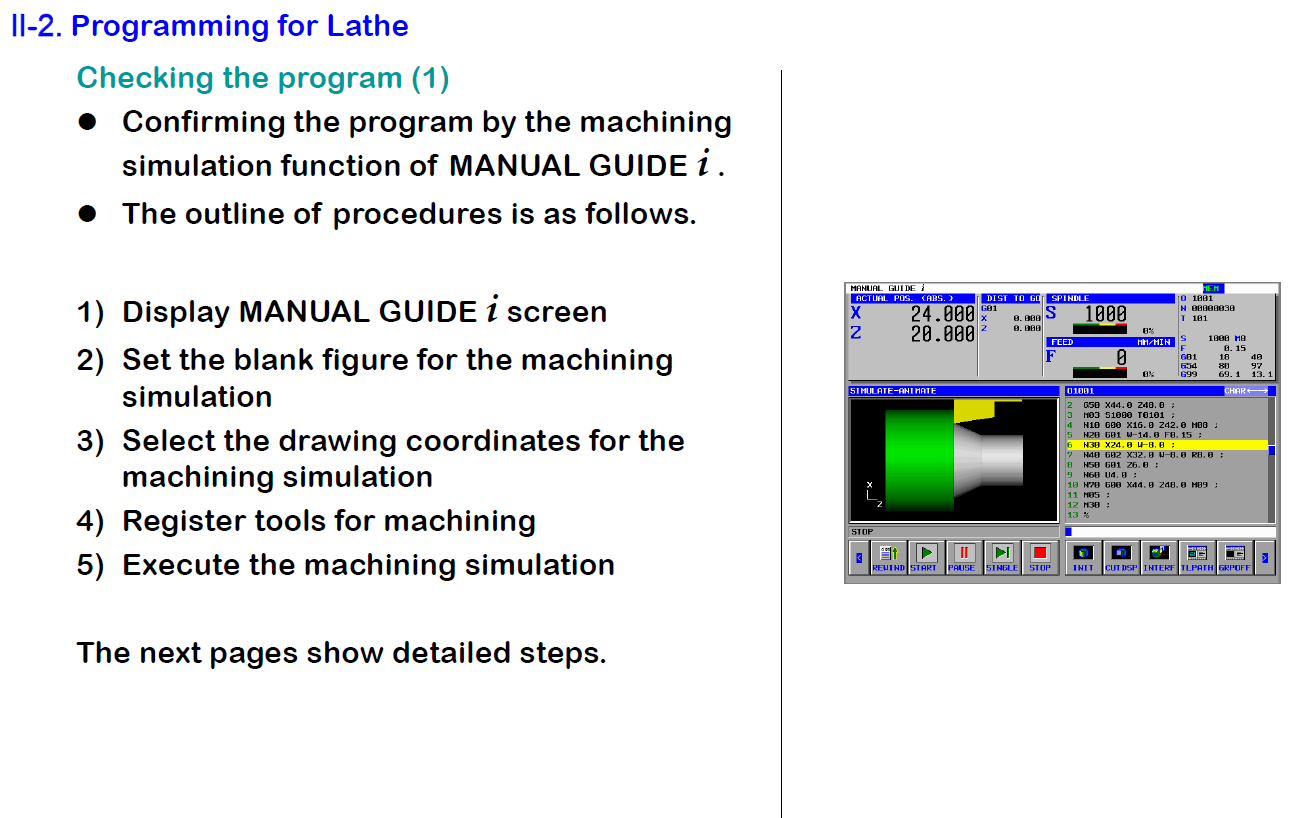 II-2. Programming for Lathe
Checking the program (1)
● Confirming the program by the machining
simulation function of MANUAL GUIDE i .
● The outline of procedures is as follows.
1) Display MANUAL GUIDE i screen
2) Set the blank figure for the machining
simulation
3) Select the drawing coordinates for the
machining simulation
4) Register tools for machining
5) Execute the machining simulation
The next pages show detailed steps.
MANUAL GUIDE i MEM
ACTUAL POS. (ABS.) DIST TO GO SPINDLE O 1001
X 24.000 G01 S 1000 N 00000030
X 0.000 T 101
Z 20.000 Z 0.000
0%
FEED MM/MIN S 1000 M8
F 0 F 0.15
G01 18 40
G54 80 97
0% G99 69.1 13.1
SIMULATE-ANIMATE O1001 CHAR
2 G50 X44.0 Z48.0 ;
3 M03 S1000 T0101 ;
4 N10 G00 X16.0 Z42.0 M08 ;
5 N20 G01 W-14.0 F0.15 ;
6 N30 X24.0 W-8.0 ;
7 N40 G02 X32.0 W-8.0 R8.0 ;
8 N50 G01 Z6.0 ;
9 N60 U4.0 ;
10 N70 G00 X44.0 Z48.0 M09 ;
11 M05 ;
12 M30 ;
13 %
X
Z
STOP
< REWIND START PAUSE SINGLE STOP INIT CUTDSP INTERF TLPATH GRPOFF >